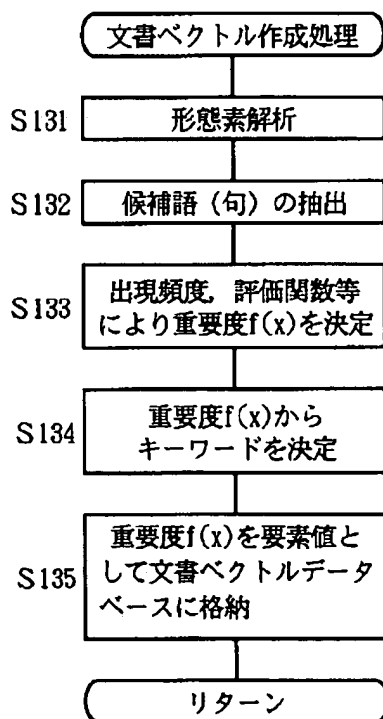 文書ベクトル作成処理
S131
形態素解析
S132
候補語（句）の抽出
S133
出現頻度，評価関数等
により重要度f(x)を決定
S134
重要度f(x)から
キーワードを決定
S135
重要度f(x)を要素値と
して文書ベクトルデータ
ベースに格納
リターン